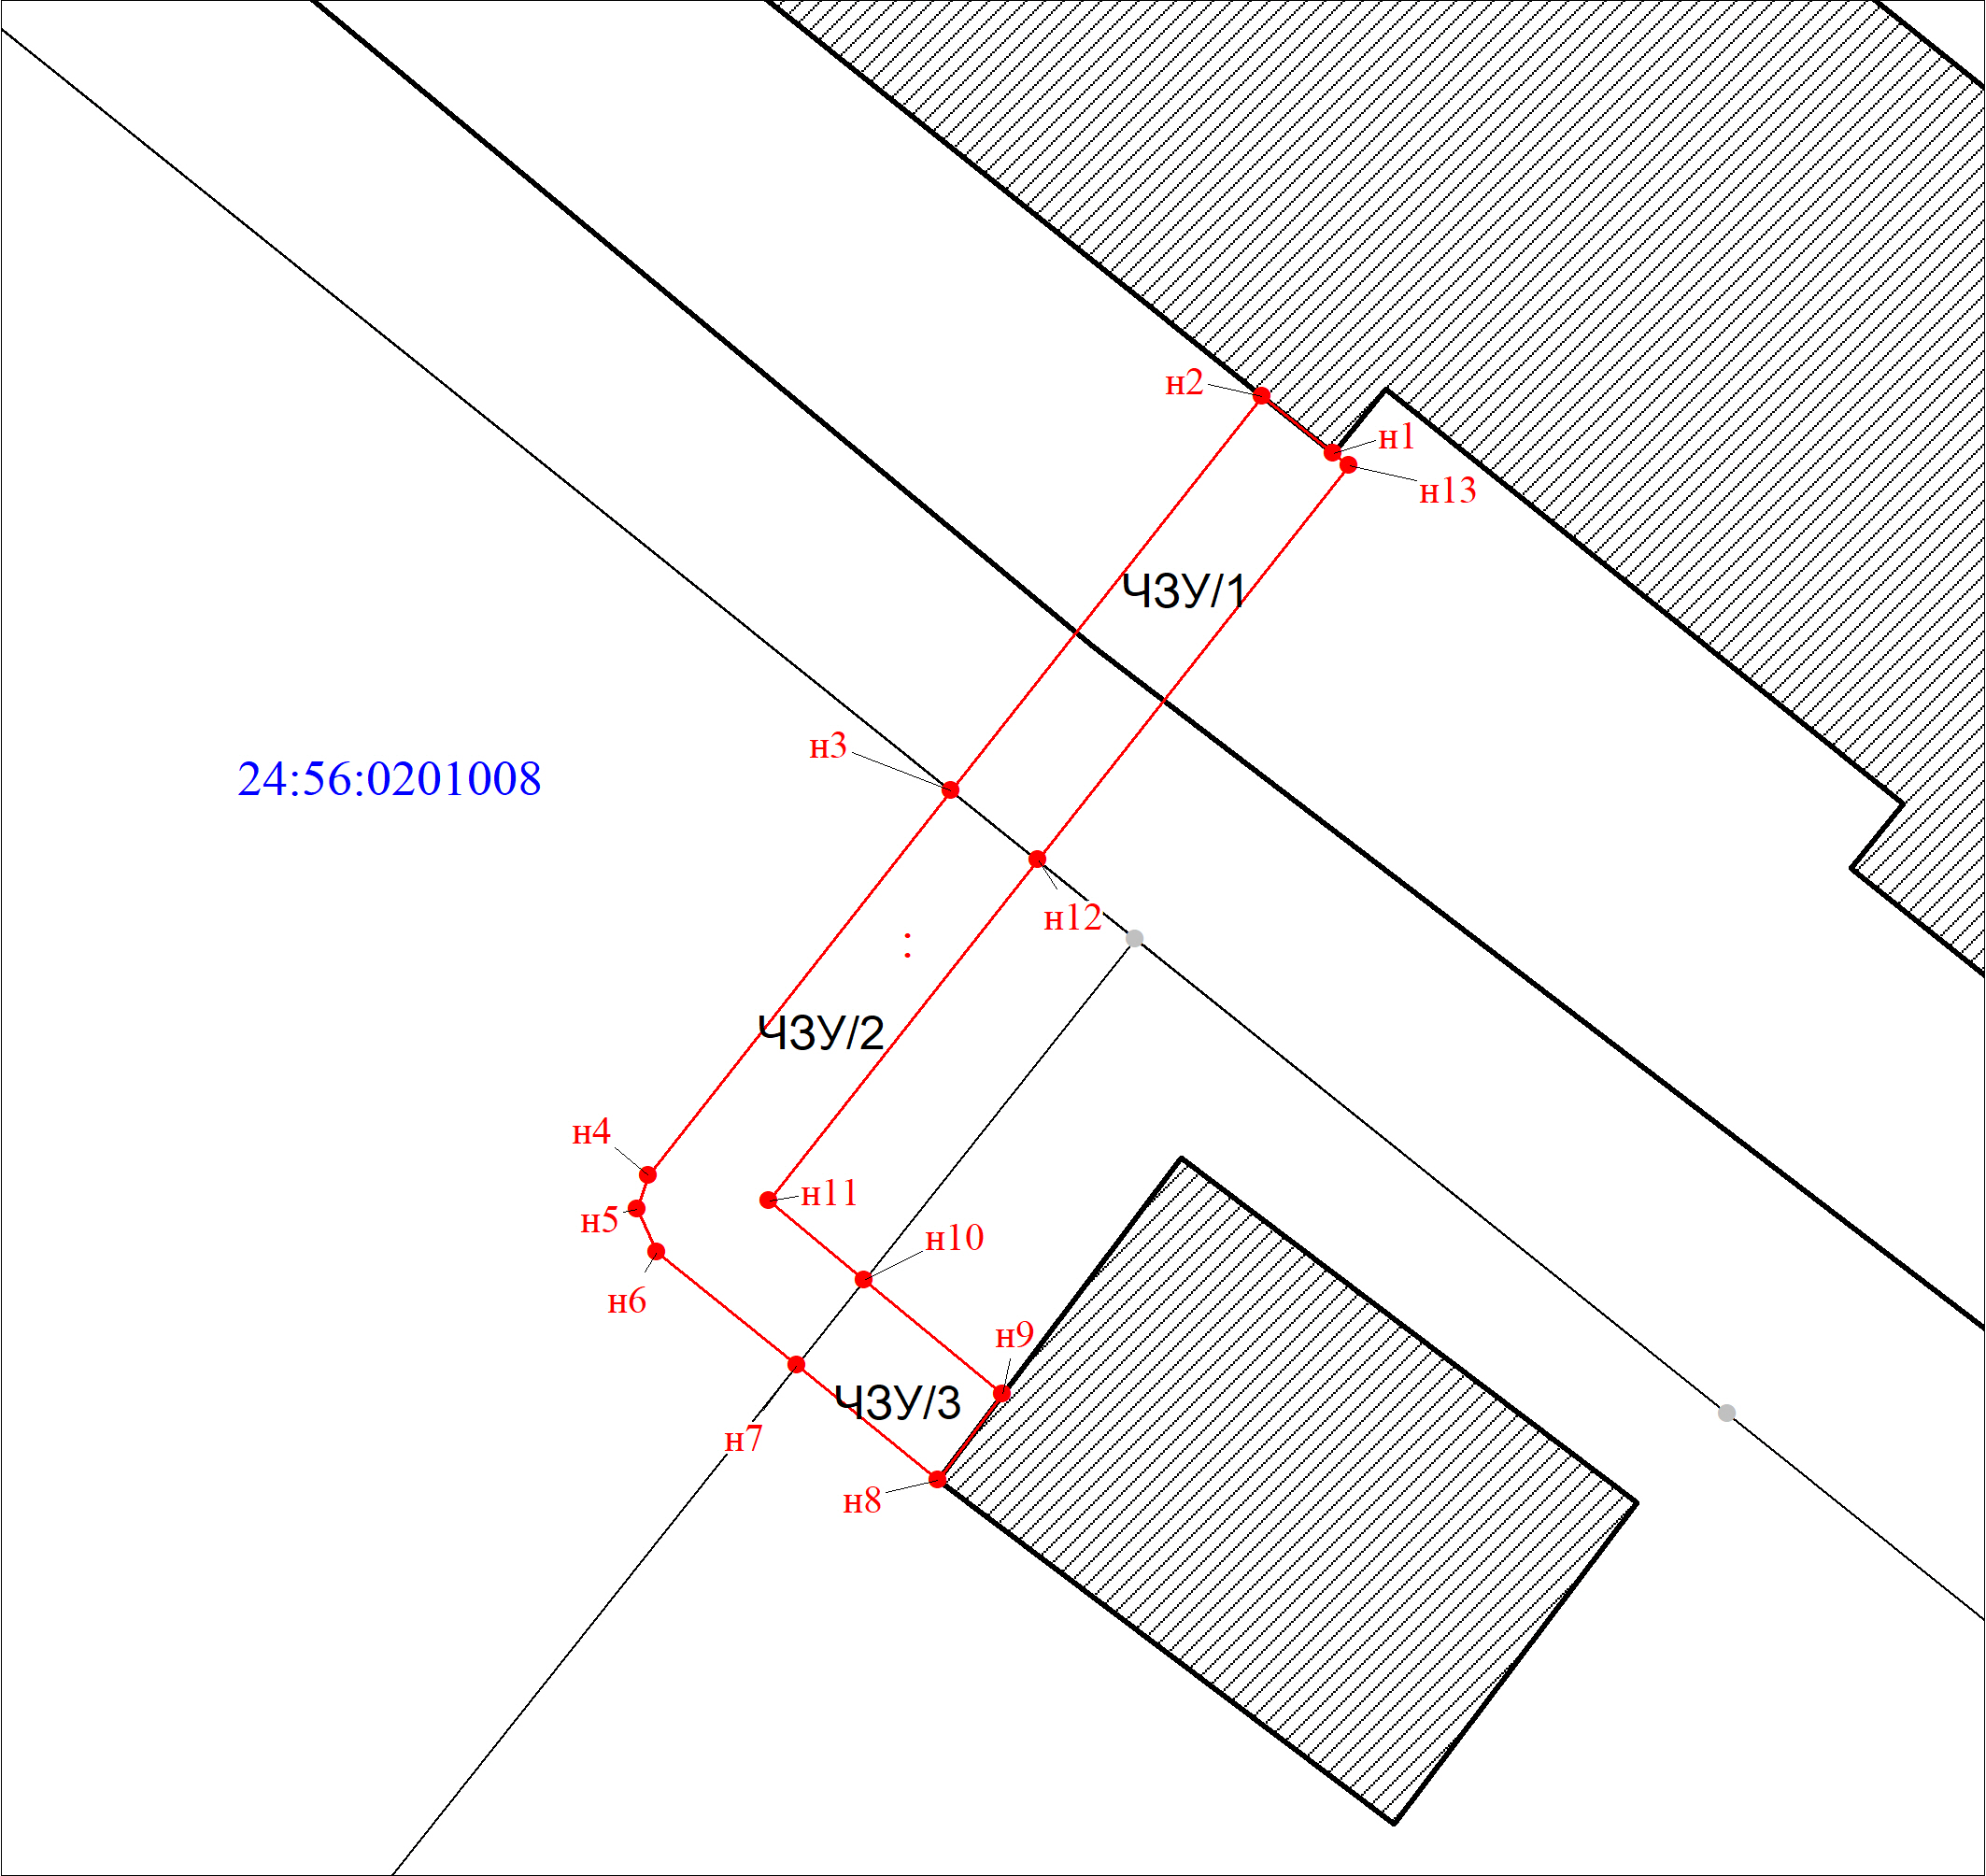 н2
н1
н13
ЧЗУ/1
н3
24:56:0201008
н12
:
ЧЗУ/2
н4
н11
н5
н10
н6
н9
ЧЗУ/3
н7
н8